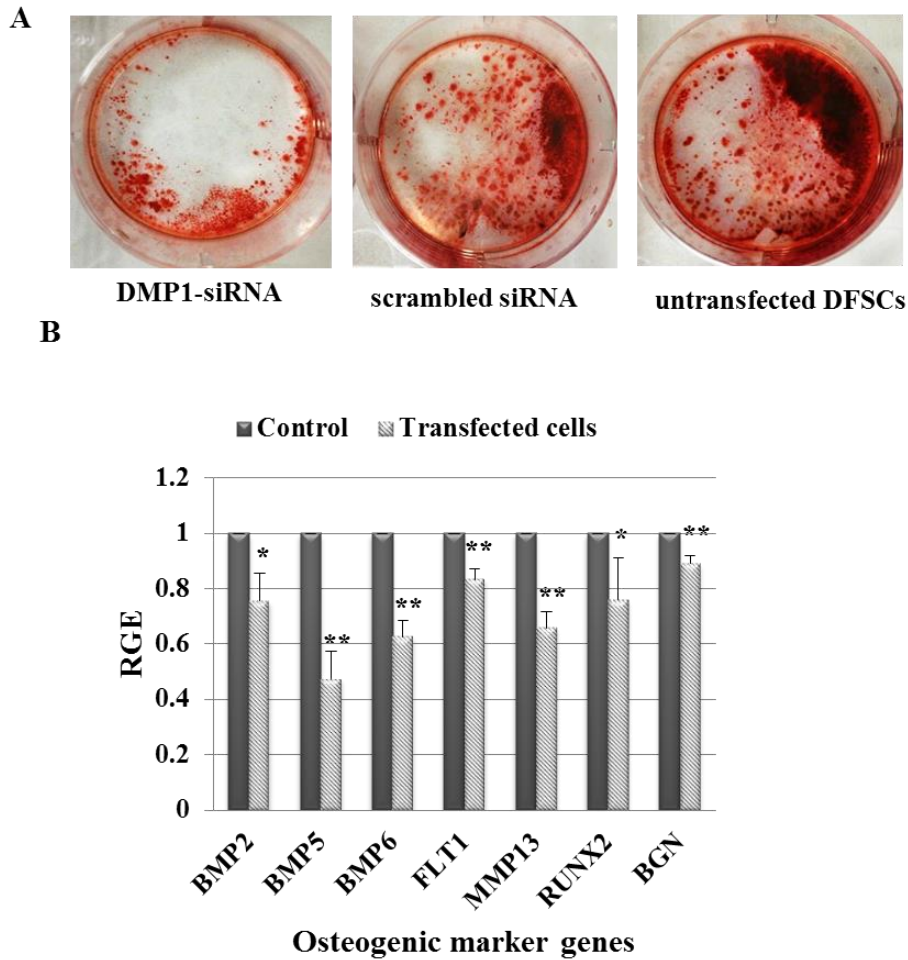 A
DMP1-siRNA
scrambled siRNA
untransfected DFSCs
B
Control
Transfected cells
RGE
1.2
1
0.8
0.6
0.4
0.2
0
*
**
**
**
**
*
**
BMP2
BMP5
BMP6
FLT1
MMP13
RUNX2
BGN
Osteogenic marker genes